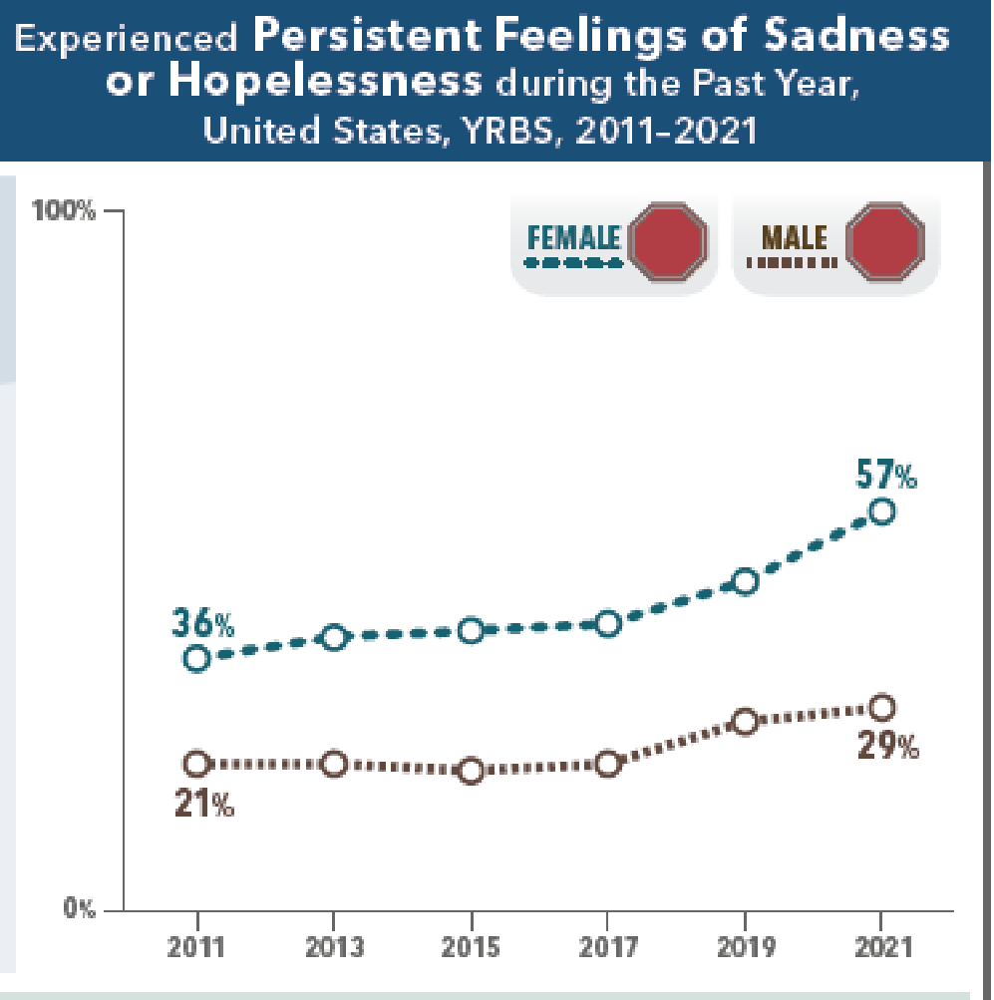 Experienced Persistent Feelings of Sadness
or Hopelessness during the Past Year,
United States, YRBS, 2011–2021
100%
FEMALE
MALE
57%
36%
29%
21%
0%
2011 2013 2015 2017 2019 2021